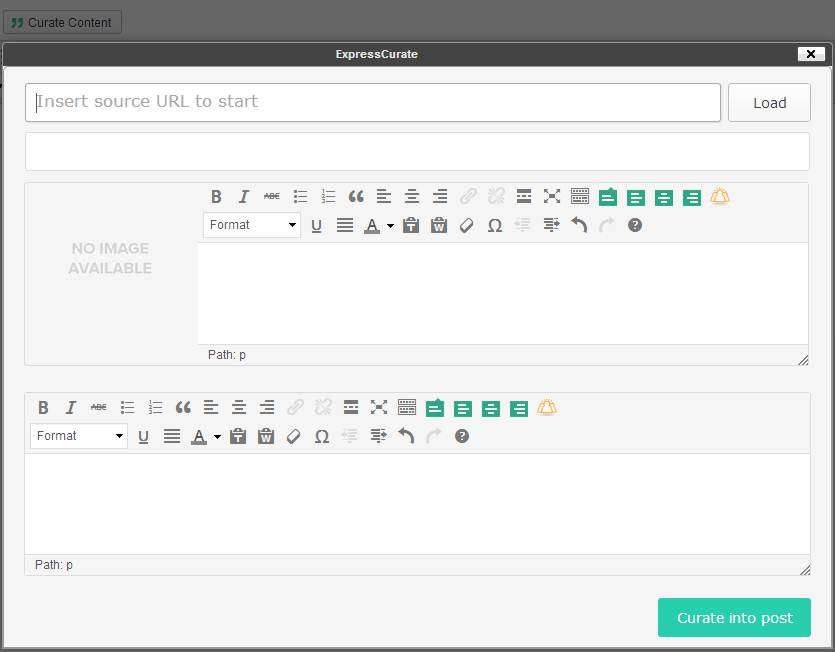 Curate Content
ExpressCurate
Insert source URL to start
Load
B I ABC
Format U A T W Ω ?
NO IMAGE
AVAILABLE
Path: p
B I ABC
Format U A T W Ω ?
Path: p
Curate into post